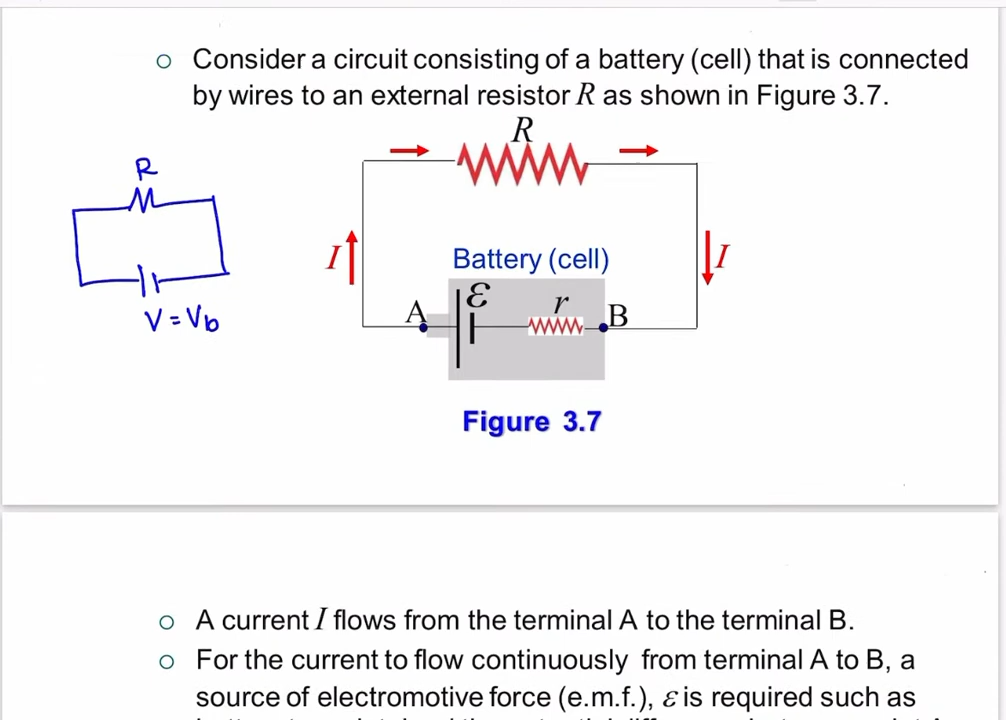 ○ Consider a circuit consisting of a battery (cell) that is connected
by wires to an external resistor R as shown in Figure 3.7.
R
R
I
I
Battery (cell)
ε
r
A
B
V = Vb
Figure 3.7
○ A current I flows from the terminal A to the terminal B.
○ For the current to flow continuously from terminal A to B, a
source of electromotive force (e.m.f.), ε is required such as